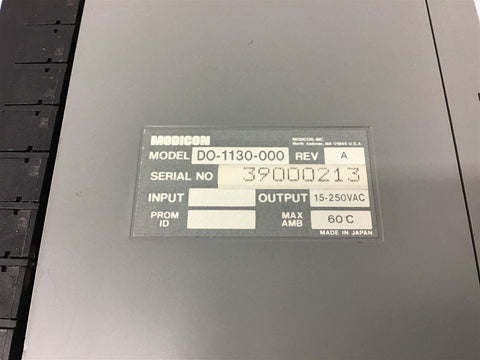 MODICON MODICON, INC.
North Andover, MA 01845 U.S.A.
MODEL DO-1130-000 REV A
SERIAL NO 39000213
INPUT OUTPUT 15-250VAC
PROM ID MAX AMB 60 C
MADE IN JAPAN